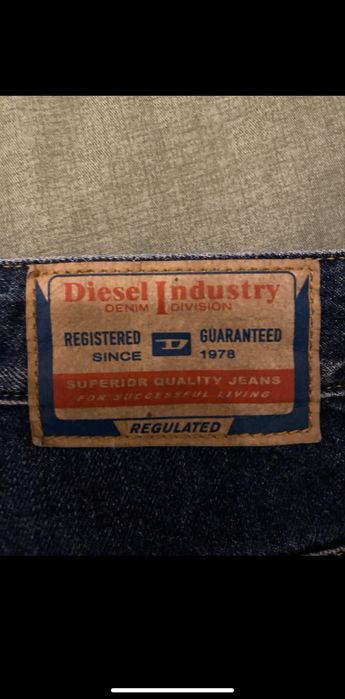 Diesel Industry
DENIM DIVISION
REGISTERED D GUARANTEED
SINCE 1978
SUPERIOR QUALITY JEANS
FOR SUCCESSFUL LIVING
REGULATED